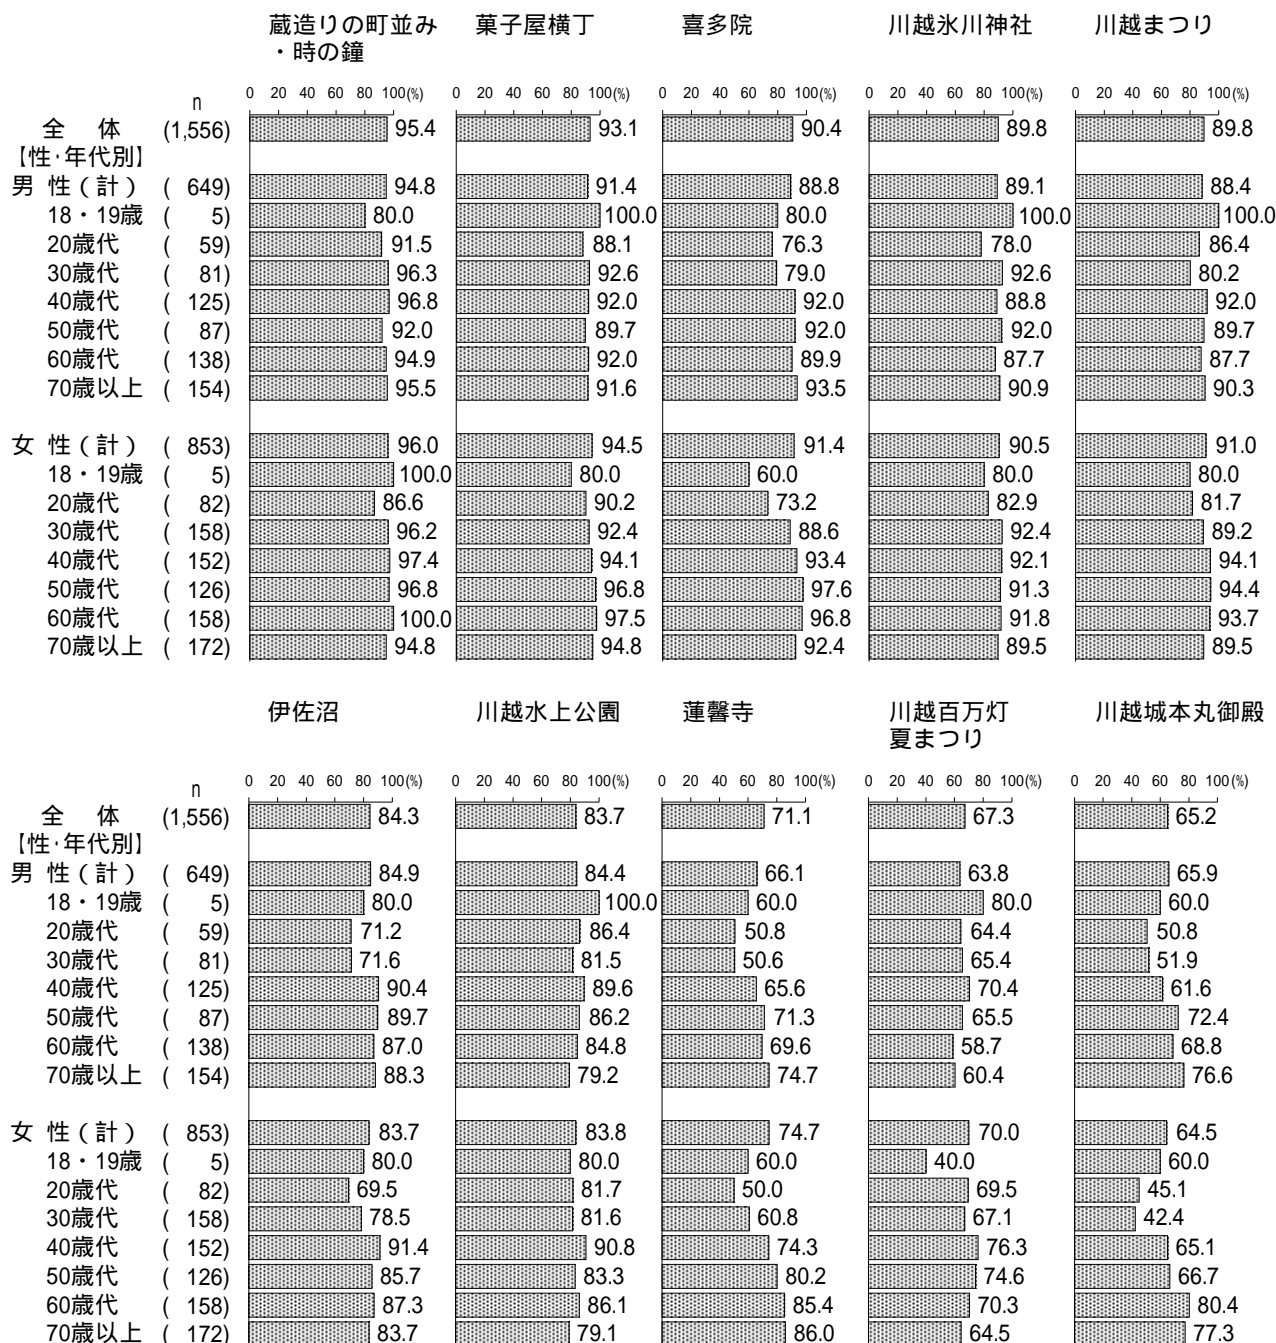 蔵造りの町並み 菓子屋横丁 喜多院 川越氷川神社 川越まつり
・時の鐘
0 20 40 60 80 100(%) 0 20 40 60 80 100(%) 0 20 40 60 80 100(%) 0 20 40 60 80 100(%) 0 20 40 60 80 100(%)
n
全 体 (1,556) 95.4 93.1 90.4 89.8 89.8
【性・年代別】
男 性(計) ( 649) 94.8 91.4 88.8 89.1 88.4
18・19歳 ( 5) 80.0 100.0 80.0 100.0 100.0
20歳代 ( 59) 91.5 88.1 76.3 78.0 86.4
30歳代 ( 81) 96.3 92.6 79.0 92.6 80.2
40歳代 ( 125) 96.8 92.0 92.0 88.8 92.0
50歳代 ( 87) 92.0 89.7 92.0 92.0 89.7
60歳代 ( 138) 94.9 92.0 89.9 87.7 87.7
70歳以上 ( 154) 95.5 91.6 93.5 90.9 90.3
女 性(計) ( 853) 96.0 94.5 91.4 90.5 91.0
18・19歳 ( 5) 100.0 80.0 60.0 80.0 80.0
20歳代 ( 82) 86.6 90.2 73.2 82.9 81.7
30歳代 ( 158) 96.2 92.4 88.6 92.4 89.2
40歳代 ( 152) 97.4 94.1 93.4 92.1 94.1
50歳代 ( 126) 96.8 96.8 97.6 91.3 94.4
60歳代 ( 158) 100.0 97.5 96.8 91.8 93.7
70歳以上 ( 172) 94.8 94.8 92.4 89.5 89.5
伊佐沼 川越水上公園 蓮馨寺 川越百万灯 川越城本丸御殿
夏まつり
0 20 40 60 80 100(%) 0 20 40 60 80 100(%) 0 20 40 60 80 100(%) 0 20 40 60 80 100(%) 0 20 40 60 80 100(%)
n
全 体 (1,556) 84.3 83.7 71.1 67.3 65.2
【性・年代別】
男 性(計) ( 649) 84.9 84.4 66.1 63.8 65.9
18・19歳 ( 5) 80.0 100.0 60.0 80.0 60.0
20歳代 ( 59) 71.2 86.4 50.8 64.4 50.8
30歳代 ( 81) 71.6 81.5 50.6 65.4 51.9
40歳代 ( 125) 90.4 89.6 65.6 70.4 61.6
50歳代 ( 87) 89.7 86.2 71.3 65.5 72.4
60歳代 ( 138) 87.0 84.8 69.6 58.7 68.8
70歳以上 ( 154) 88.3 79.2 74.7 60.4 76.6
女 性(計) ( 853) 83.7 83.8 74.7 70.0 64.5
18・19歳 ( 5) 80.0 80.0 60.0 40.0 60.0
20歳代 ( 82) 69.5 81.7 50.0 69.5 45.1
30歳代 ( 158) 78.5 81.6 60.8 67.1 42.4
40歳代 ( 152) 91.4 90.8 74.3 76.3 65.1
50歳代 ( 126) 85.7 83.3 80.2 74.6 66.7
60歳代 ( 158) 87.3 86.1 85.4 70.3 80.4
70歳以上 ( 172) 83.7 79.1 86.0 64.5 77.3